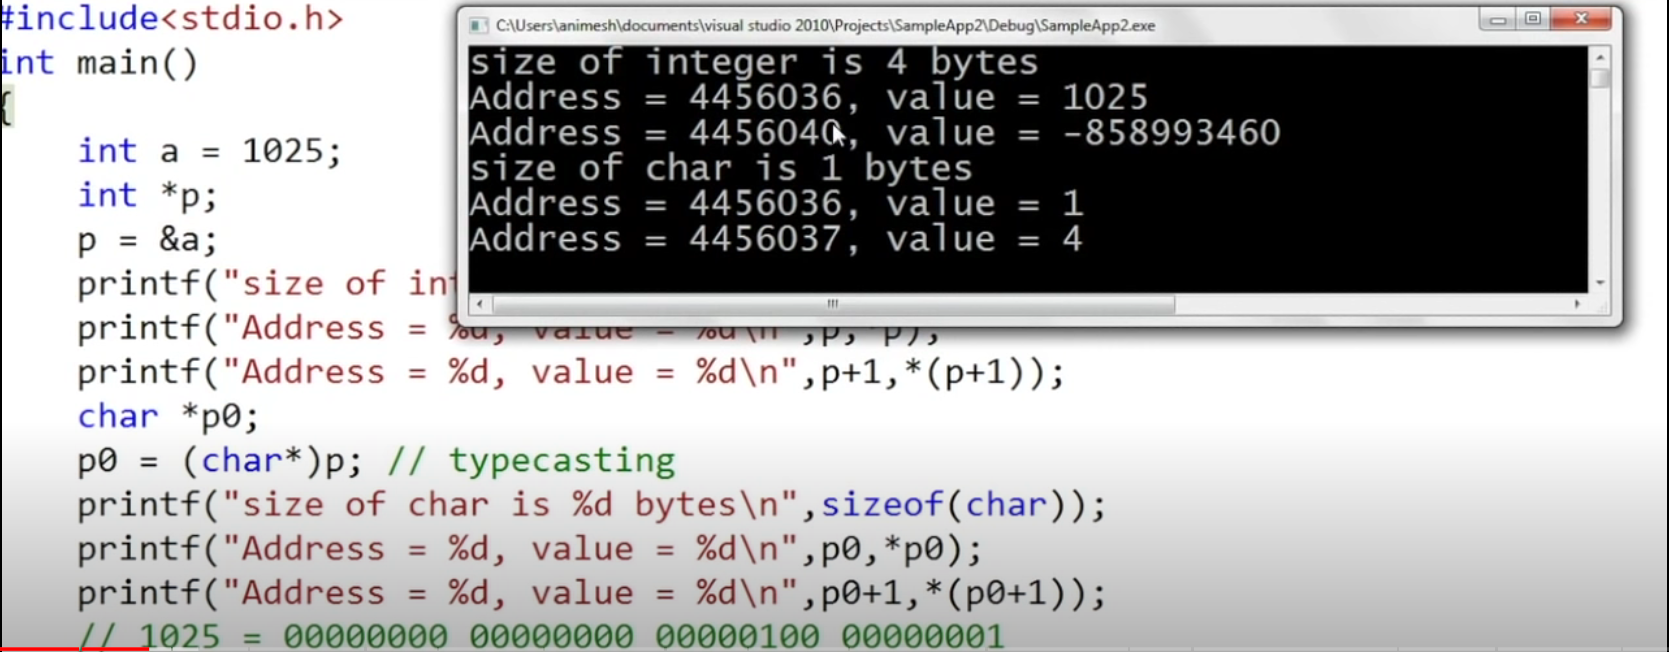 #include<stdio.h>
int main()
{
int a = 1025;
int *p;
p = &a;
printf("size of int
printf("Address = %d, value = %d\n",p,*p);
printf("Address = %d, value = %d\n",p+1,*(p+1));
char *p0;
p0 = (char*)p; // typecasting
printf("size of char is %d bytes\n",sizeof(char));
printf("Address = %d, value = %d\n",p0,*p0);
printf("Address = %d, value = %d\n",p0+1,*(p0+1));
// 1025 = 00000000 00000000 00000100 00000001
C:\Users\animesh\documents\visual studio 2010\Projects\SampleApp2\Debug\SampleApp2.exe
size of integer is 4 bytes
Address = 4456036, value = 1025
Address = 4456040, value = -858993460
size of char is 1 bytes
Address = 4456036, value = 1
Address = 4456037, value = 4